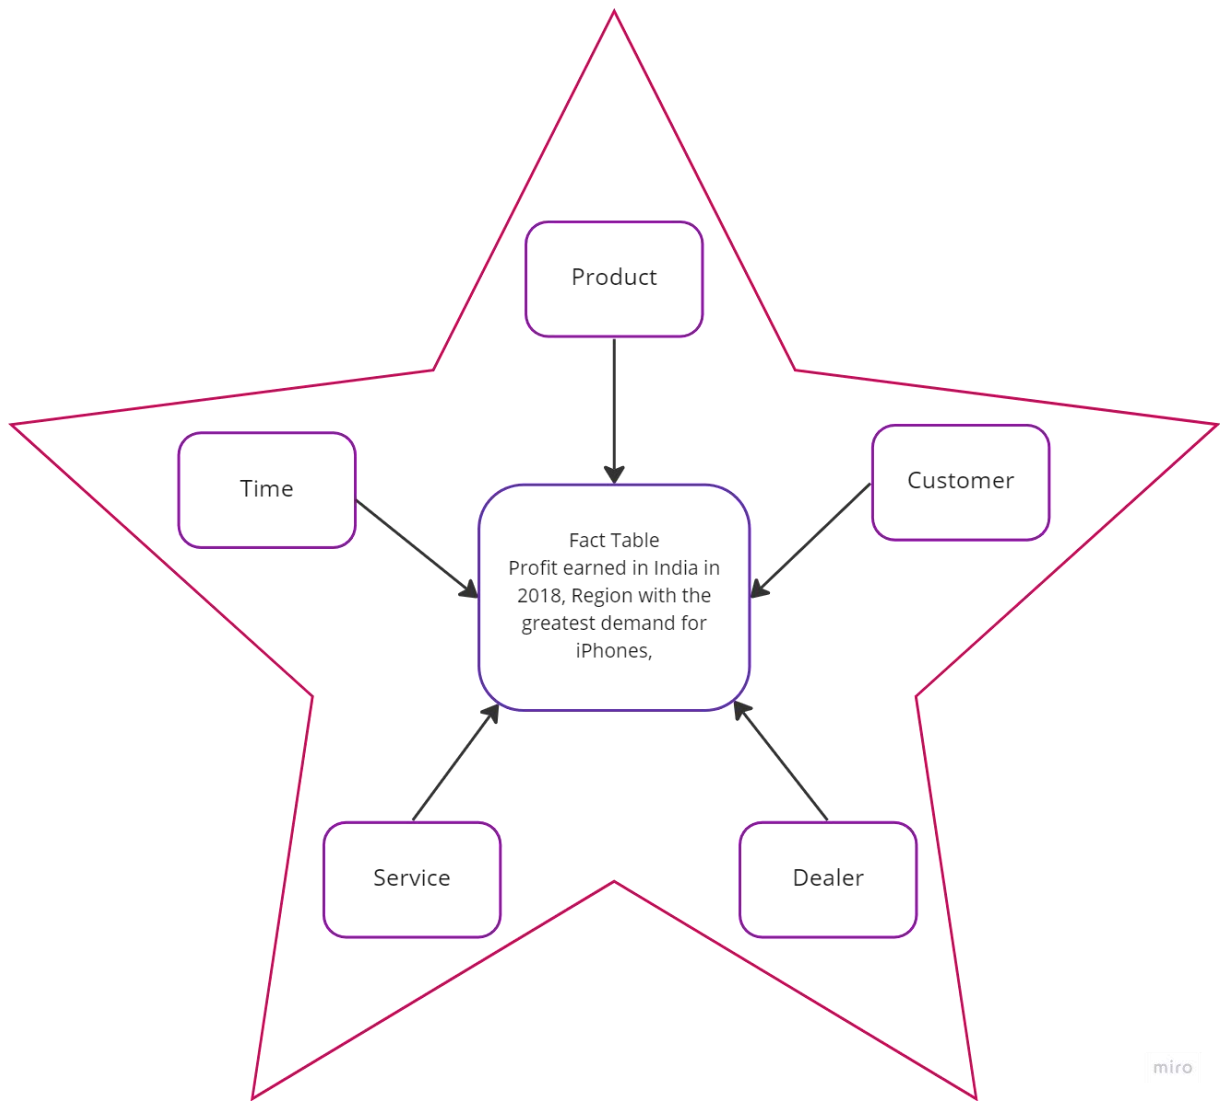 Product
Time
Customer
Fact Table
Profit earned in India in
2018, Region with the
greatest demand for
iPhones,
Service
Dealer
miro